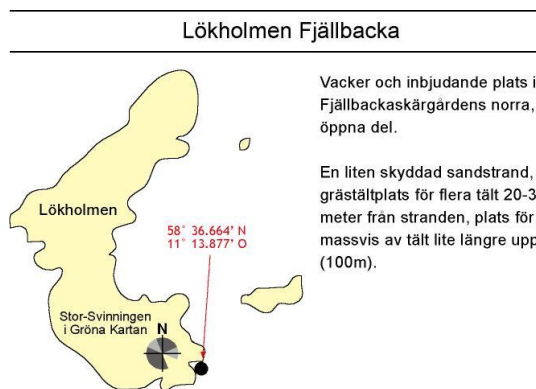 Lökholmen Fjällbacka
Vacker och inbjudande plats i
Fjällbackaskärgårdens norra,
öppna del.
En liten skyddad sandstrand,
grästältplats för flera tält 20-3
meter från stranden, plats för
massvis av tält lite längre upp
(100m).
Lökholmen
58° 36.664' N
11° 13.877' O
Stor-Svinningen
i Gröna Kartan
N